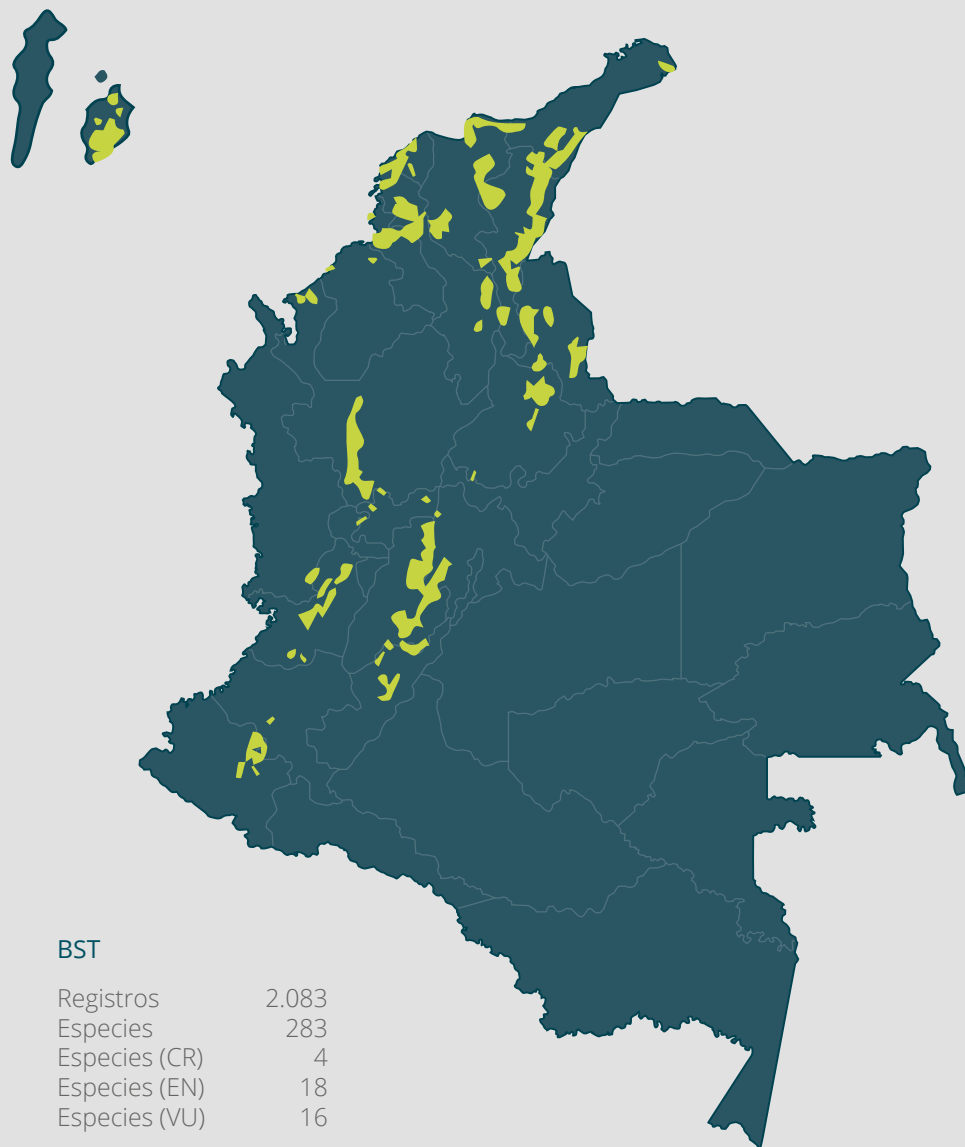 BST
Registros 2.083
Especies 283
Especies (CR) 4
Especies (EN) 18
Especies (VU) 16